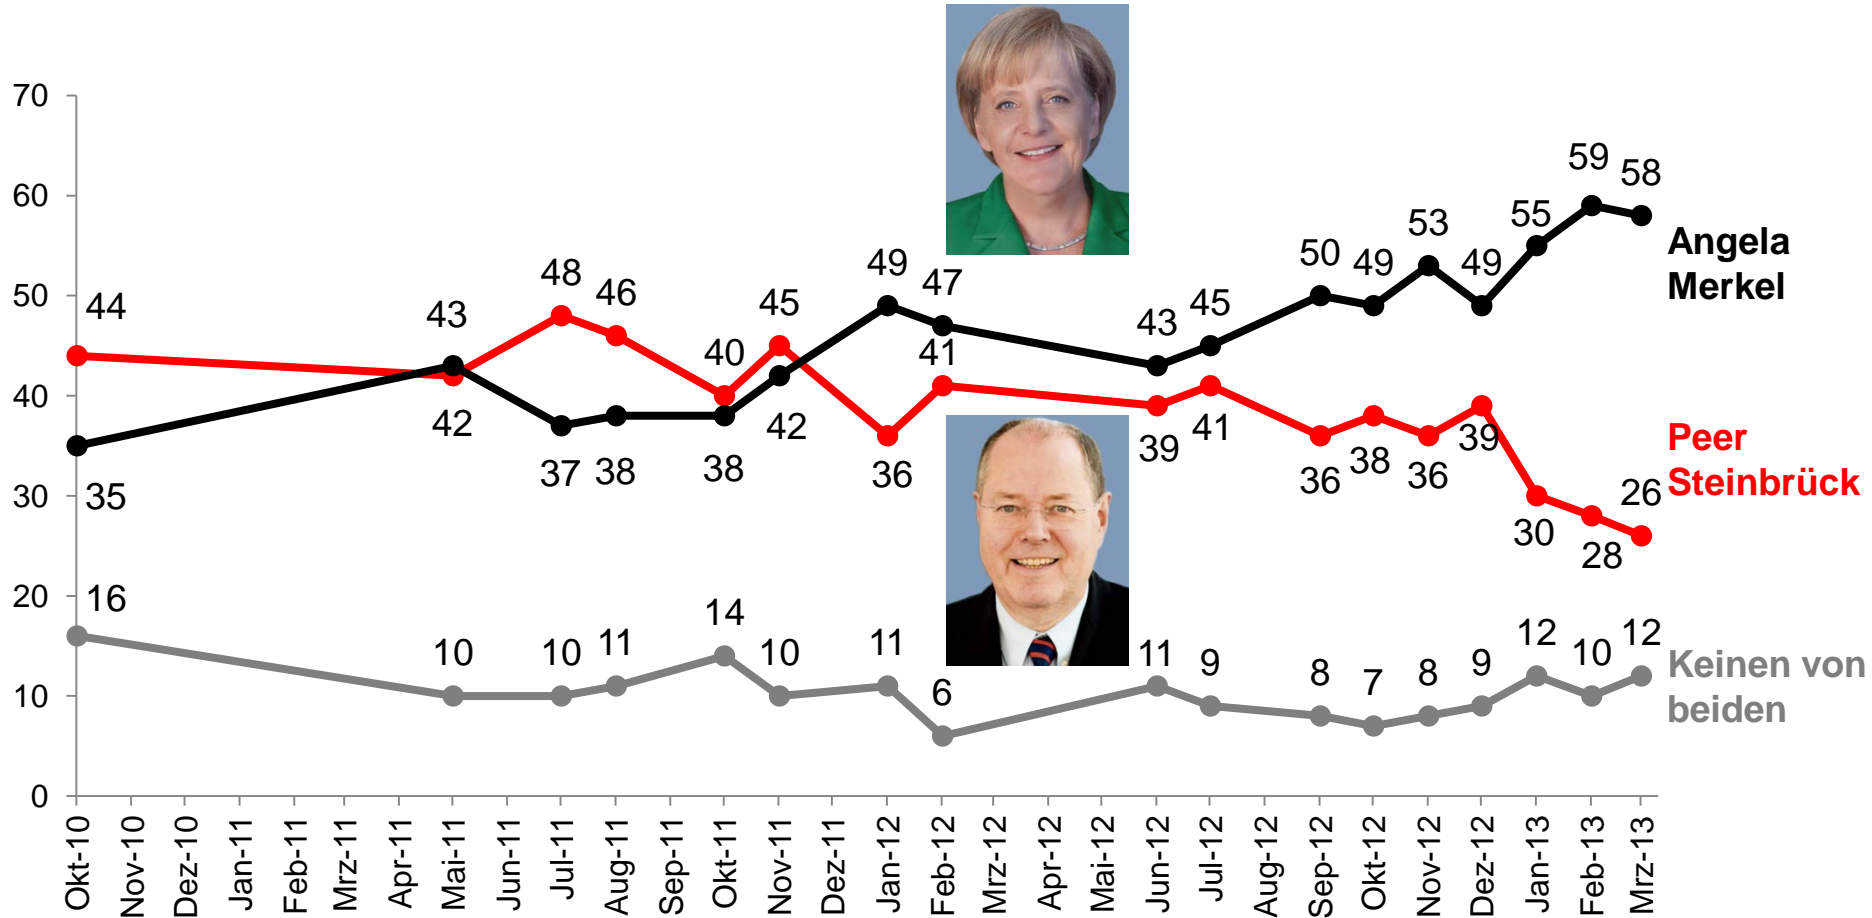 70
60
50
40
30
20
10
0
44 43 48 46 40 45 49 47 43 45 50 49 53 49 55 59 58
35 42 37 38 38 42 36 41 39 41 36 38 36 39 30 28 26
16 10 10 11 14 10 11 6 11 9 8 7 8 9 12 10 12
Angela
Merkel
Peer
Steinbrück
Keinen von
beiden
Okt-10
Nov-10
Dez-10
Jan-11
Feb-11
Mrz-11
Apr-11
Mai-11
Jun-11
Jul-11
Aug-11
Sep-11
Okt-11
Nov-11
Dez-11
Jan-12
Feb-12
Mrz-12
Apr-12
Mai-12
Jun-12
Jul-12
Aug-12
Sep-12
Okt-12
Nov-12
Dez-12
Jan-13
Feb-13
Mrz-13